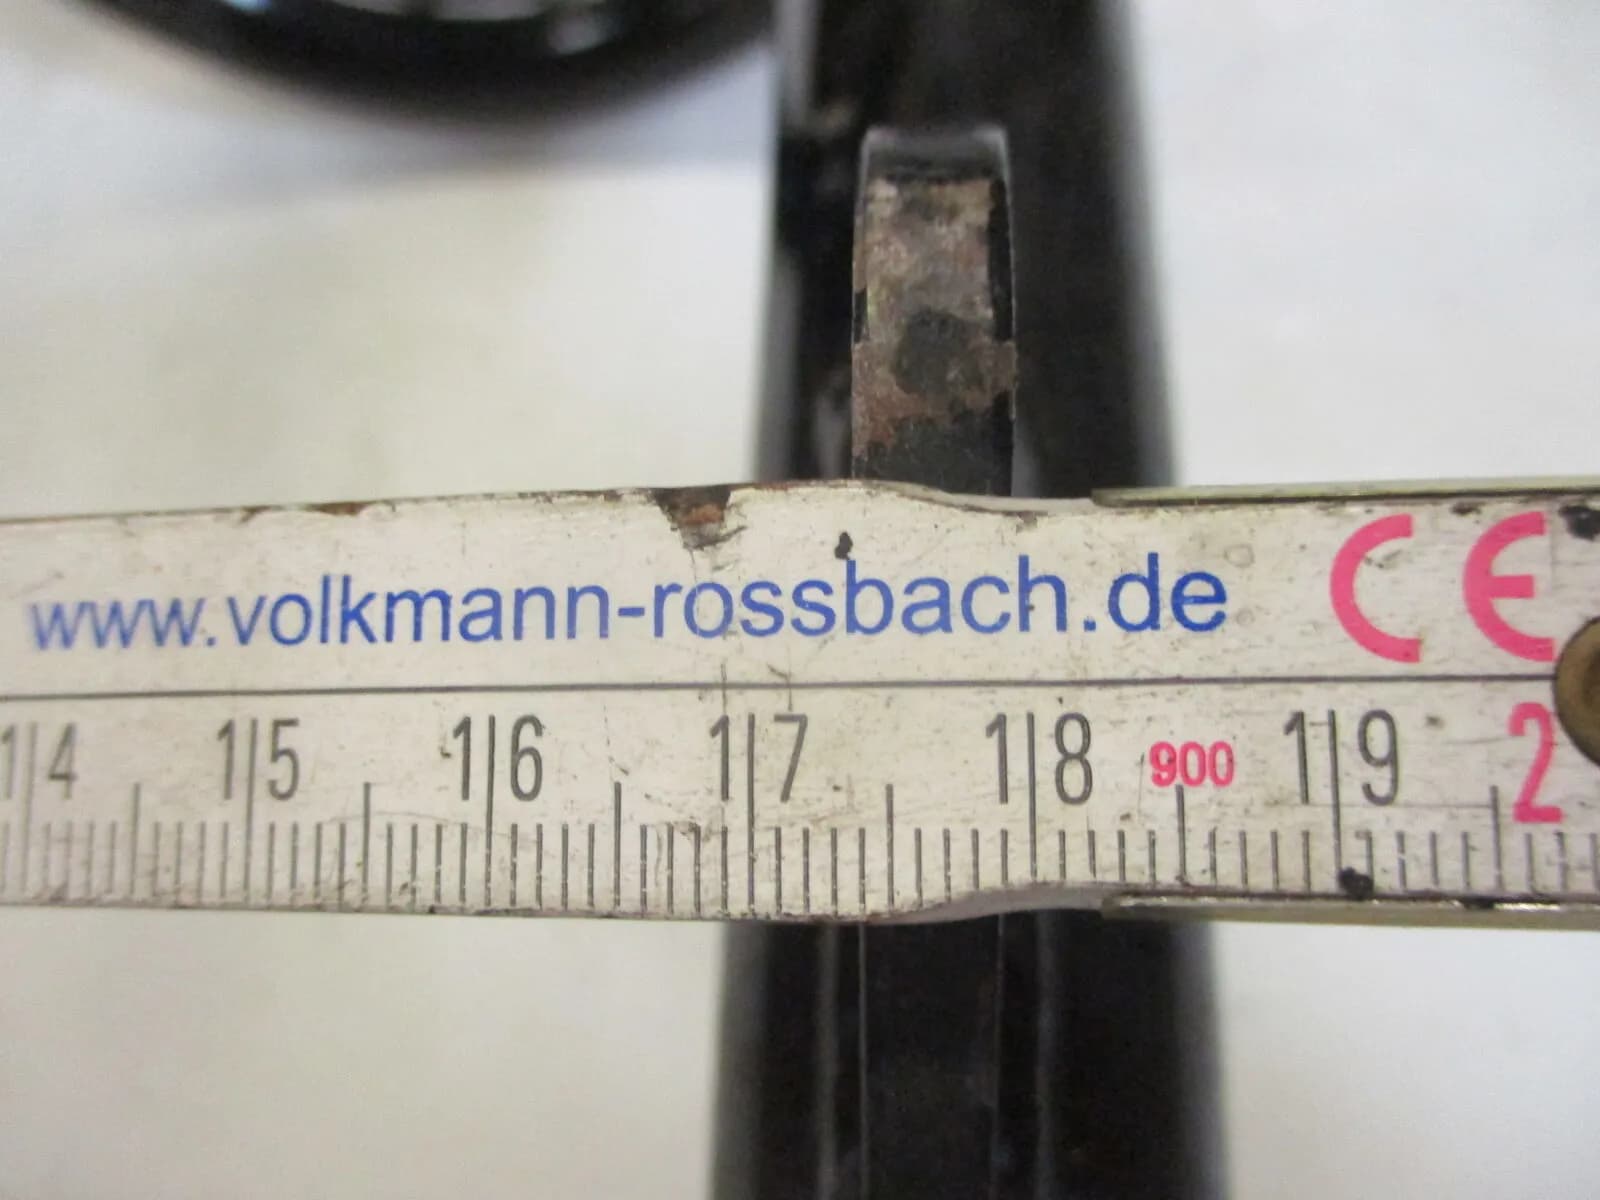 www.volkmann-rossbach.de CE
14 15 16 17 18 900 19 2